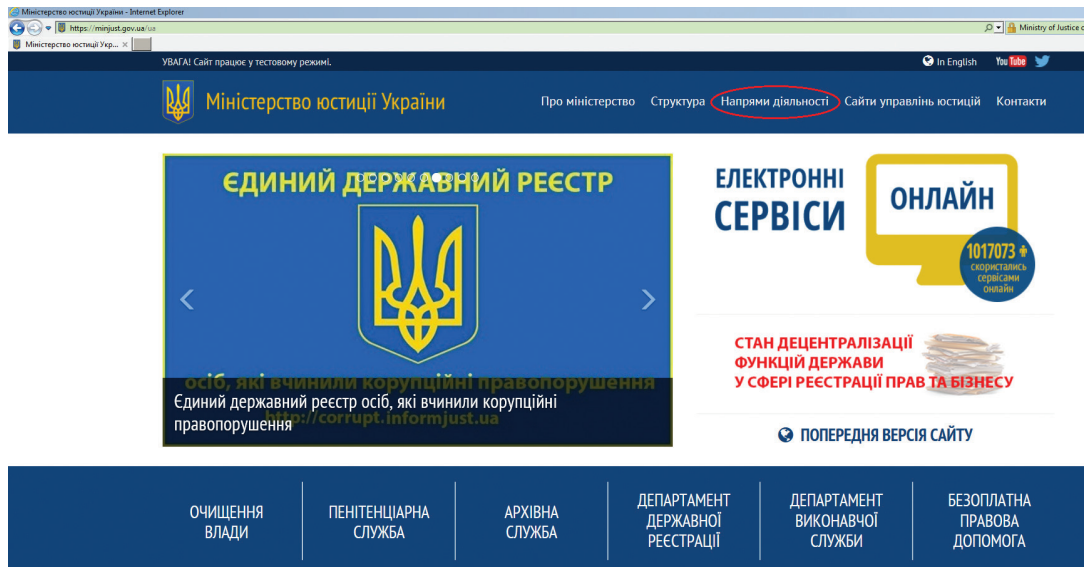 Міністерство юстиції України - Internet Explorer
https://minjust.gov.ua/ua
Ministry of Justice
Міністерство юстиції Укр...
УВАГА! Сайт працює у тестовому режимі.
In English You Tube
Міністерство юстиції України
Про міністерство Структура Напрями діяльності Сайти управлінь юстицій Контакти
ЄДИНИЙ ДЕРЖАВНИЙ РЕЄСТР
осіб, які вчинили корупційні правопорушення
Єдиний державний реєстр осіб, які вчинили корупційні
правопорушення
http://corrupt.informjust.ua
ЕЛЕКТРОННІ
СЕРВІСИ
ОНЛАЙН
1017073
скористались
сервісами
онлайн
СТАН ДЕЦЕНТРАЛІЗАЦІЇ
ФУНКЦІЙ ДЕРЖАВИ
У СФЕРІ РЕЄСТРАЦІЇ ПРАВ ТА БІЗНЕСУ
ПОПЕРЕДНЯ ВЕРСІЯ САЙТУ
ОЧИЩЕННЯ
ВЛАДИ
ПЕНІТЕНЦІАРНА
СЛУЖБА
АРХІВНА
СЛУЖБА
ДЕПАРТАМЕНТ
ДЕРЖАВНОЇ
РЕЄСТРАЦІЇ
ДЕПАРТАМЕНТ
ВИКОНАВЧОЇ
СЛУЖБИ
БЕЗОПЛАТНА
ПРАВОВА
ДОПОМОГА